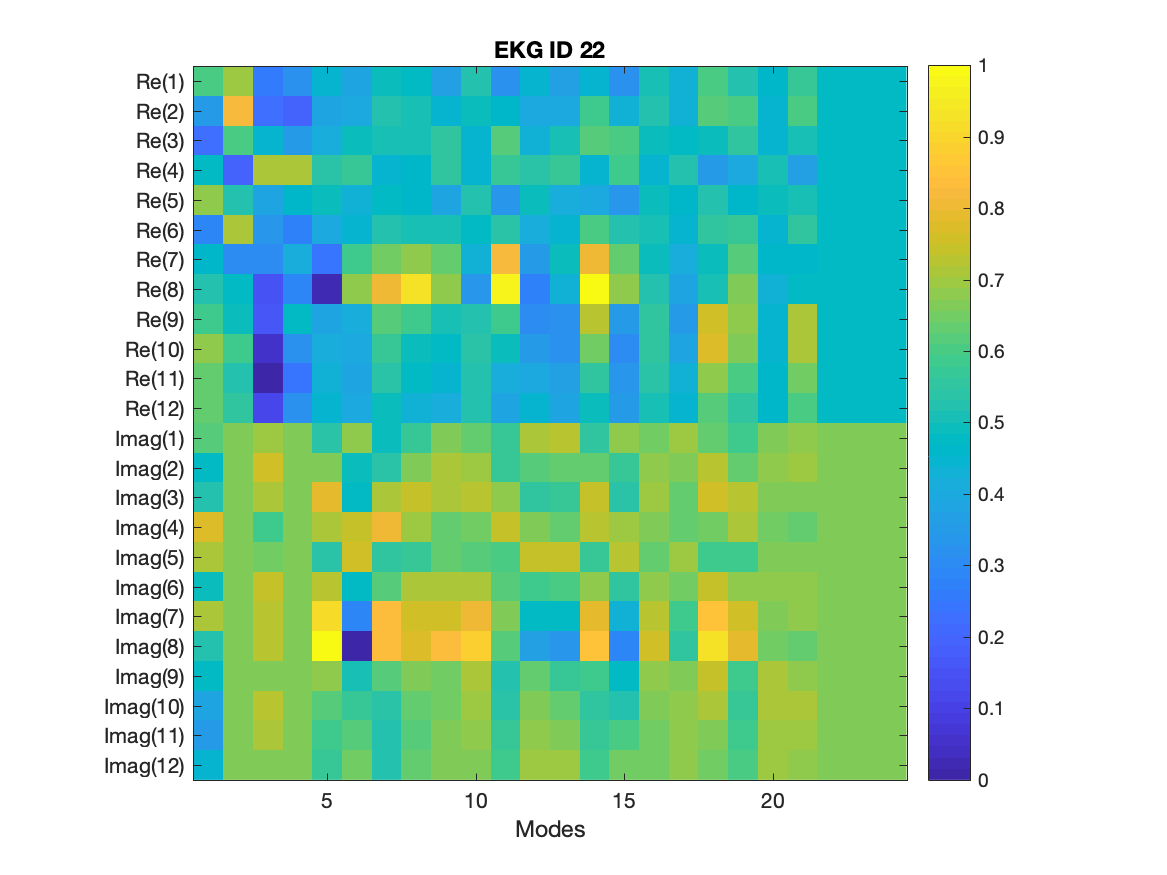 EKG ID 22
Re(1)
Re(2)
Re(3)
Re(4)
Re(5)
Re(6)
Re(7)
Re(8)
Re(9)
Re(10)
Re(11)
Re(12)
Imag(1)
Imag(2)
Imag(3)
Imag(4)
Imag(5)
Imag(6)
Imag(7)
Imag(8)
Imag(9)
Imag(10)
Imag(11)
Imag(12)
5 10 15 20
Modes
1
0.9
0.8
0.7
0.6
0.5
0.4
0.3
0.2
0.1
0